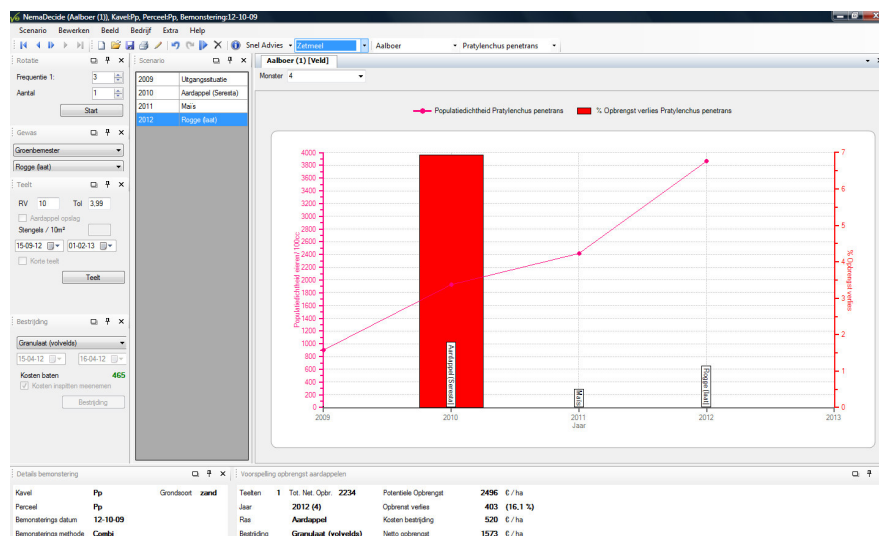 NemaDecide (Aalboer (1)), Kavel:Pp, Perceel:Pp, Bemonstering:12-10-09
Scenario Bewerken Beeld Bedrijf Extra Help
Snel Advies Zetmeel Aalboer Pratylenchus penetrans
Rotatie
Frequentie 1: 3
Aantal 1
Start
Gewas
Groenbemester
Rogge (laat)
Teelt
RV 10 Tol 3,99
Aardappel opslag
Stengels / 10m²
15-09-12 01-02-13
Korte teelt
Teelt
Bestrijding
Granulaat (volvelds)
15-04-12 16-04-12
Kosten baten 465
Kosten inspitten meenemen
Bestrijding
Scenario
2009 Uitgangssituatie
2010 Aardappel (Seresta)
2011 Maïs
2012 Rogge (laat)
Aalboer (1) [Veld]
Monster 4
Populatiedichtheid Pratylenchus penetrans % Opbrengst verlies Pratylenchus penetrans
Populatiedichtheid eieren/100cc
4000
3800
3600
3400
3200
3000
2800
2600
2400
2200
2000
1800
1600
1400
1200
1000
800
600
400
200
0
Aardappel (Seresta)
Maïs
Rogge (laat)
7
6
5
4
3
2
1
0
% Opbrengst verlies
2009 2010 2011 2012 2013
Jaar
Details bemonstering
Kavel Pp Grondsoort zand
Perceel Pp
Bemonsterings datum 12-10-09
Bemonsterings methode Combi
Voorspelling opbrengst aardappelen
Teelten 1 Tot. Net. Opbr. 2234 Potentiele Opbrengst 2496 € / ha
Jaar 2012 (4) Opbrenst verlies 403 (16,1 %)
Ras Aardappel Kosten bestrijding 520 € / ha
Bestrijding Granulaat (volvelds) Netto opbrengst 1573 € / ha